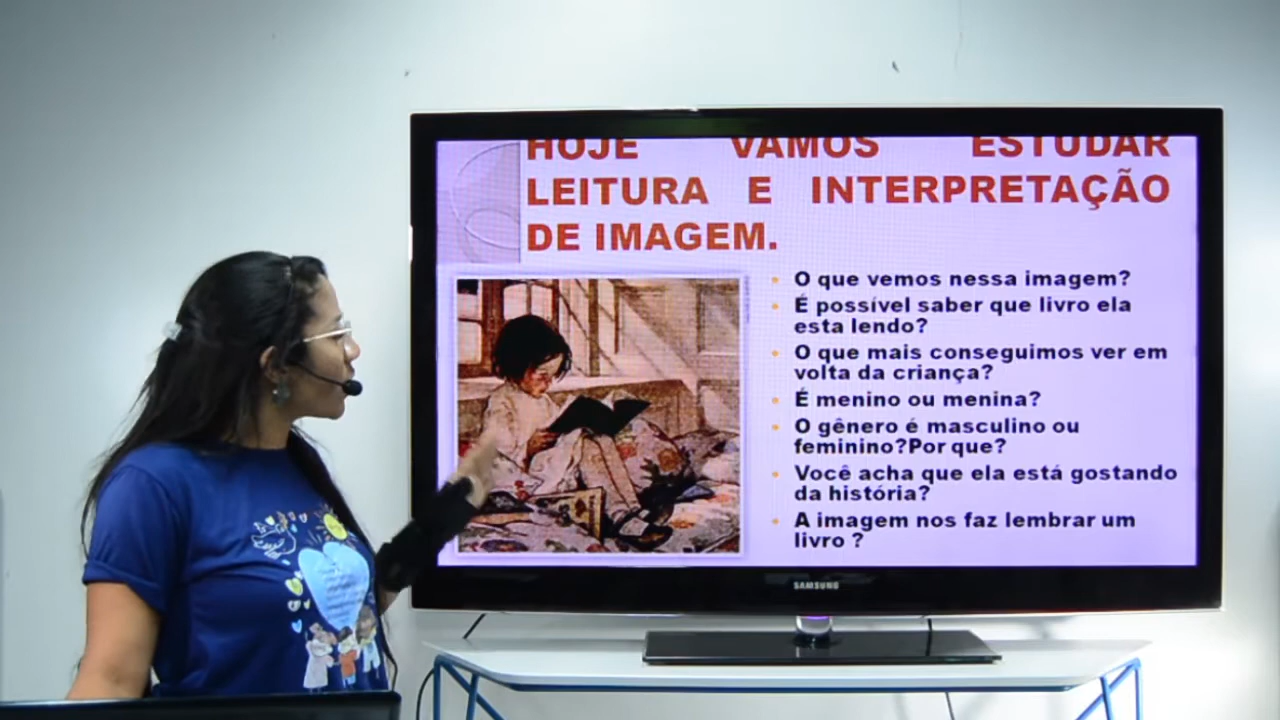 HOJE VAMOS ESTUDAR
LEITURA E INTERPRETAÇÃO
DE IMAGEM.
O que vemos nessa imagem?
É possível saber que livro ela
esta lendo?
O que mais conseguimos ver em
volta da criança?
É menino ou menina?
O gênero é masculino ou
feminino?Por que?
Você acha que ela está gostando
da história?
A imagem nos faz lembrar um
livro ?
SAMSUNG